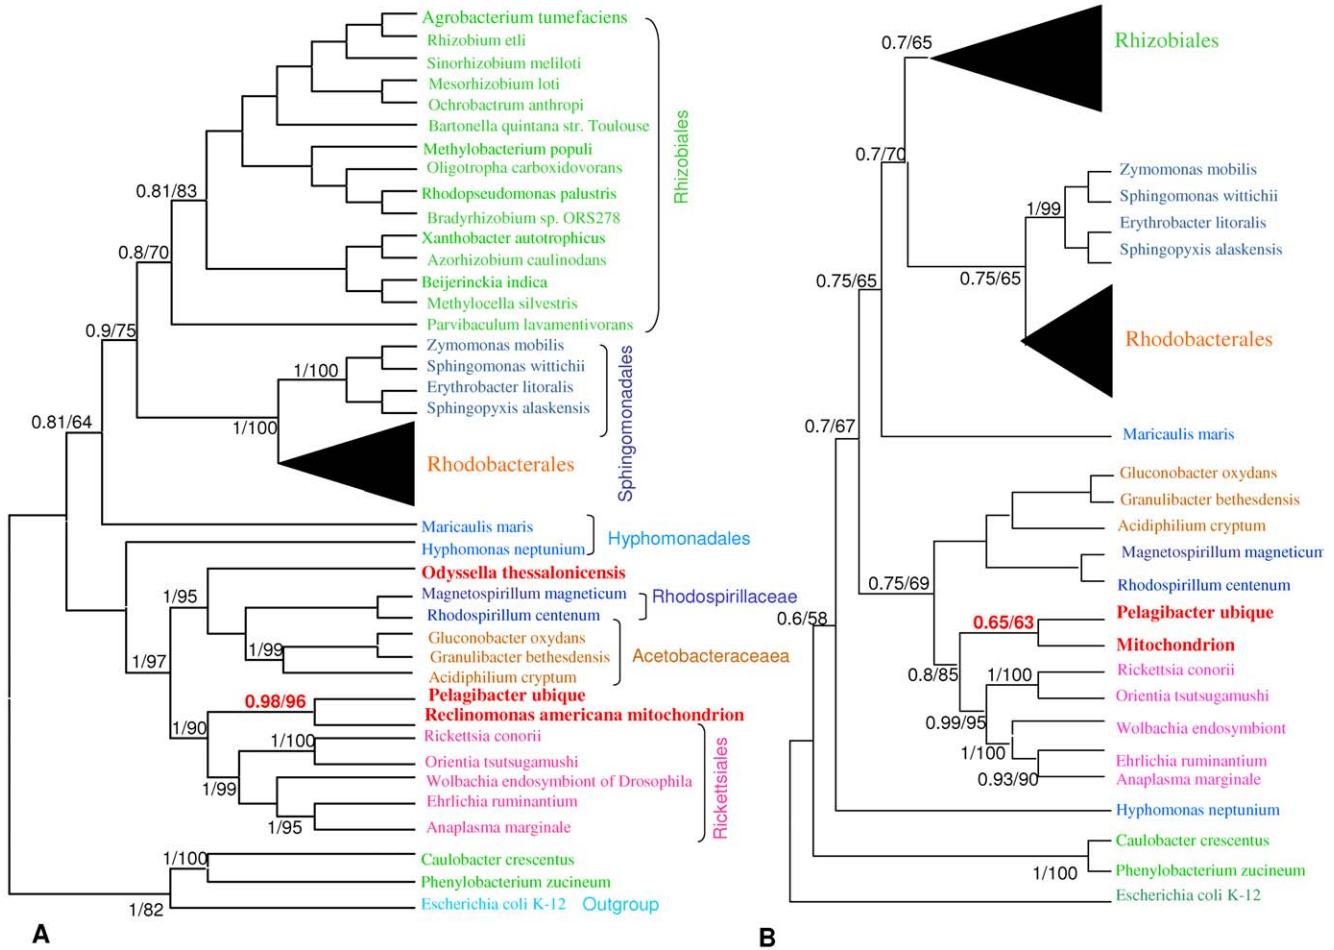 Agrobacterium tumefaciens
Rhizobium etli
Sinorhizobium meliloti
Mesorhizobium loti
Ochrobactrum anthropi
Bartonella quintana str. Toulouse
Methylobacterium populi
Oligotropha carboxidovorans
Rhodopseudomonas palustris
Bradyrhizobium sp. ORS278
Xanthobacter autotrophicus
Azorhizobium caulinodans
Beijerinckia indica
Methylocella silvestris
Parvibaculum lavamentivorans
Rhizobiales
0.81/83
0.8/70
0.9/75
0.81/64
Zymomonas mobilis
Sphingomonas wittichii
Erythrobacter litoralis
Sphingopyxis alaskensis
1/100
1/100
Rhodobacterales
Sphingomonadales
Maricaulis maris
Hyphomonas neptunium
Hyphomonadales
Odyssella thessalonicensis
1/95
Magnetospirillum magneticum
Rhodospirillum centenum
Rhodospirillaceae
Gluconobacter oxydans
Granulibacter bethesdensis
Acidiphilium cryptum
1/99
Acetobacteraceaea
1/97
Pelagibacter ubique
0.98/96
Reclinomonas americana mitochondrion
1/90
Rickettsia conorii
1/100
Orientia tsutsugamushi
Wolbachia endosymbiont of Drosophila
1/99
Ehrlichia ruminantium
1/95
Anaplasma marginale
Rickettsiales
1/100
Caulobacter crescentus
Phenylobacterium zucineum
1/82
Escherichia coli K-12 Outgroup
A
0.7/65
Rhizobiales
0.7/70
Zymomonas mobilis
Sphingomonas wittichii
1/99
Erythrobacter litoralis
Sphingopyxis alaskensis
0.75/65
0.75/65
Rhodobacterales
0.7/67
Maricaulis maris
Gluconobacter oxydans
Granulibacter bethesdensis
Acidiphilium cryptum
Magnetospirillum magneticum
0.75/69
Rhodospirillum centenum
0.6/58
Pelagibacter ubique
0.65/63
Mitochondrion
0.8/85
Rickettsia conorii
1/100
Orientia tsutsugamushi
0.99/95
Wolbachia endosymbiont
1/100
Ehrlichia ruminantium
0.93/90
Anaplasma marginale
Hyphomonas neptunium
Caulobacter crescentus
1/100
Phenylobacterium zucineum
Escherichia coli K-12
B